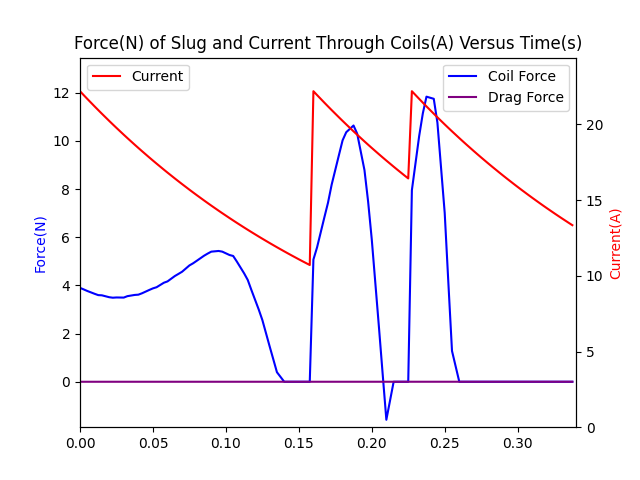 Force(N) of Slug and Current Through Coils(A) Versus Time(s)
Current
Coil Force
Drag Force
12
10
8
6
4
2
0
Force(N)
20
15
10
5
0
Current(A)
0.00 0.05 0.10 0.15 0.20 0.25 0.30